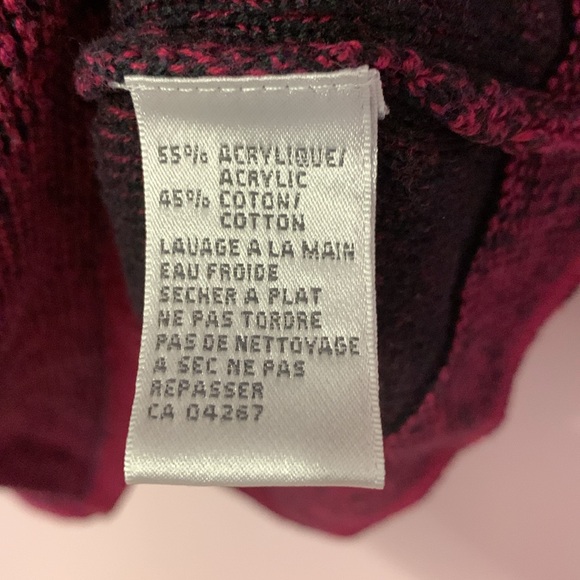 55% ACRYLIQUE/
ACRYLIC
45% COTON/
COTTON
LAVAGE A LA MAIN
EAU FROIDE
SECHER A PLAT
NE PAS TORDRE
PAS DE NETTOYAGE
A SEC NE PAS
REPASSER
CA 04267